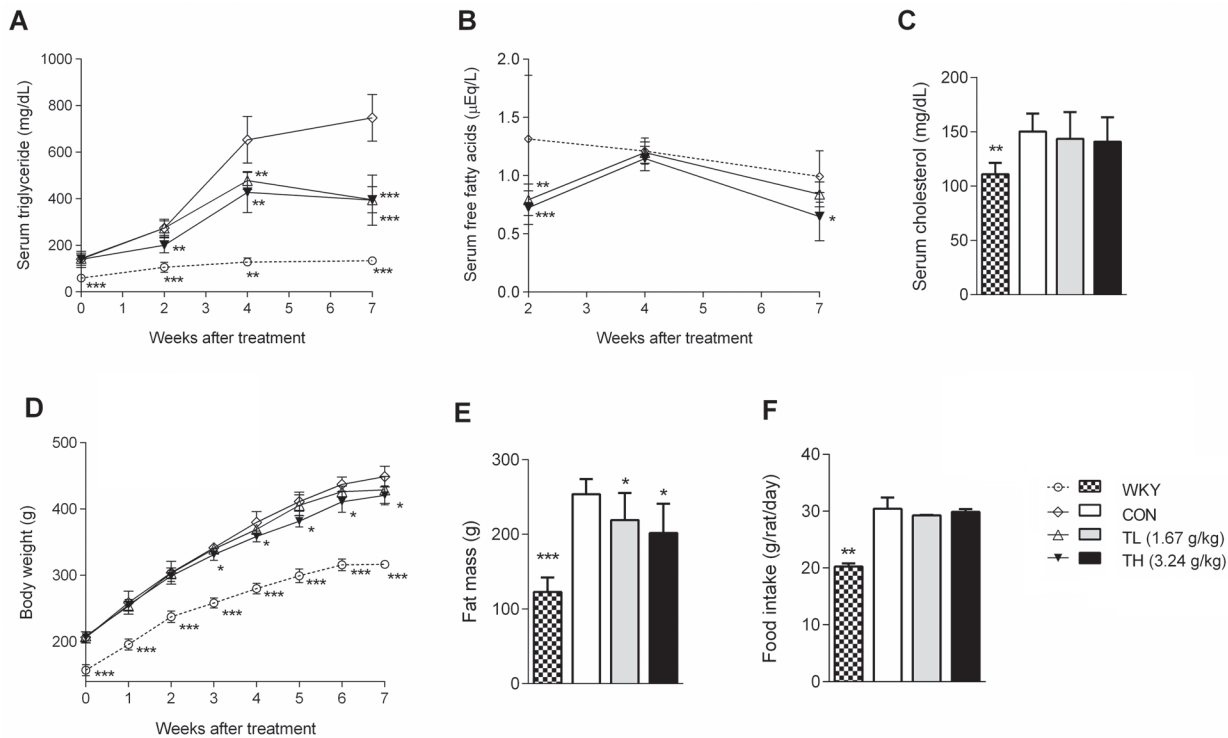 A
Serum triglyceride (mg/dL)
1000
800
600
400
200
0
0 1 2 3 4 5 6 7
Weeks after treatment
***
**
***
**
**
**
***
***
***
B
Serum free fatty acids (µEq/L)
2.0
1.5
1.0
0.5
0.0
2 3 4 5 6 7
Weeks after treatment
**
***
*
C
Serum cholesterol (mg/dL)
200
150
100
50
0
**
D
Body weight (g)
500
400
300
200
0 1 2 3 4 5 6 7
Weeks after treatment
*
*
*
*
*
***
***
***
***
***
***
***
***
E
Fat mass (g)
300
200
100
0
***
*
*
F
Food intake (g/rat/day)
40
30
20
10
0
**
WKY
CON
TL (1.67 g/kg)
TH (3.24 g/kg)